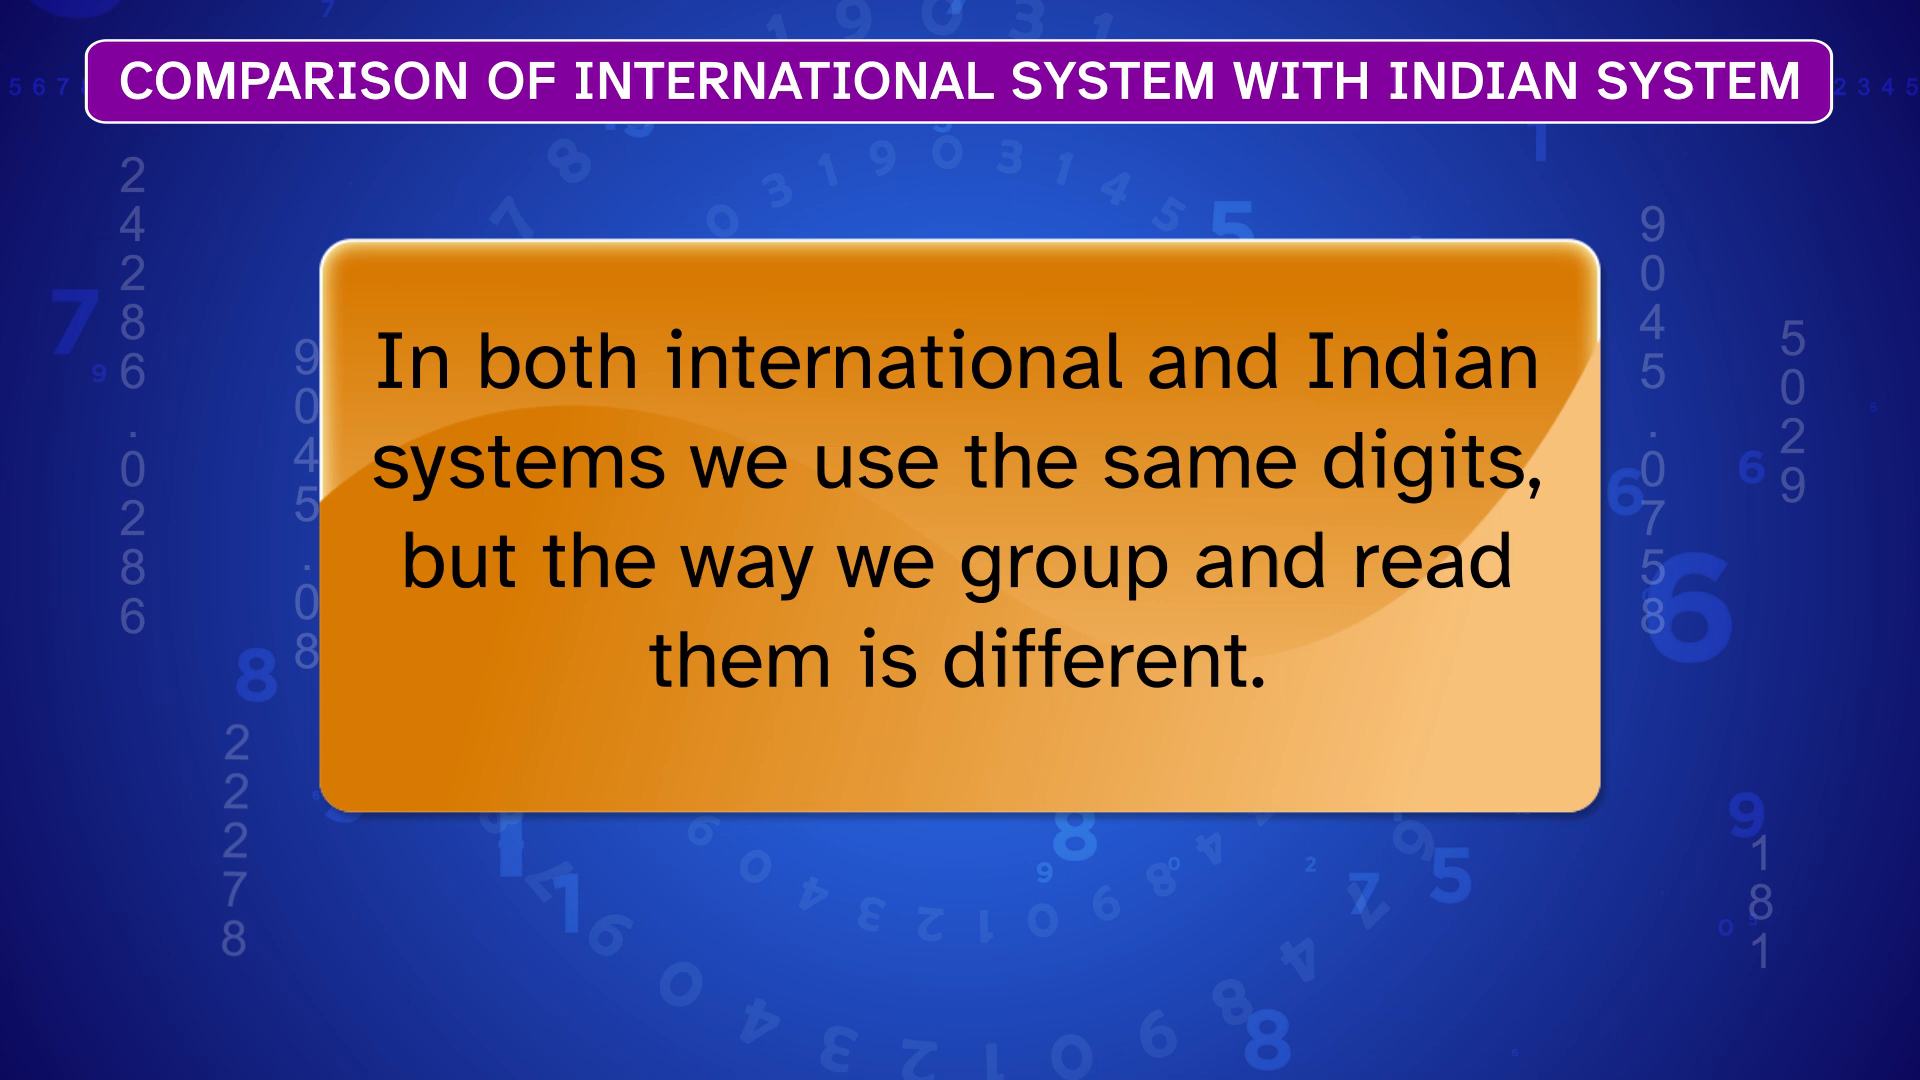 COMPARISON OF INTERNATIONAL SYSTEM WITH INDIAN SYSTEM
In both international and Indian
systems we use the same digits,
but the way we group and read
them is different.